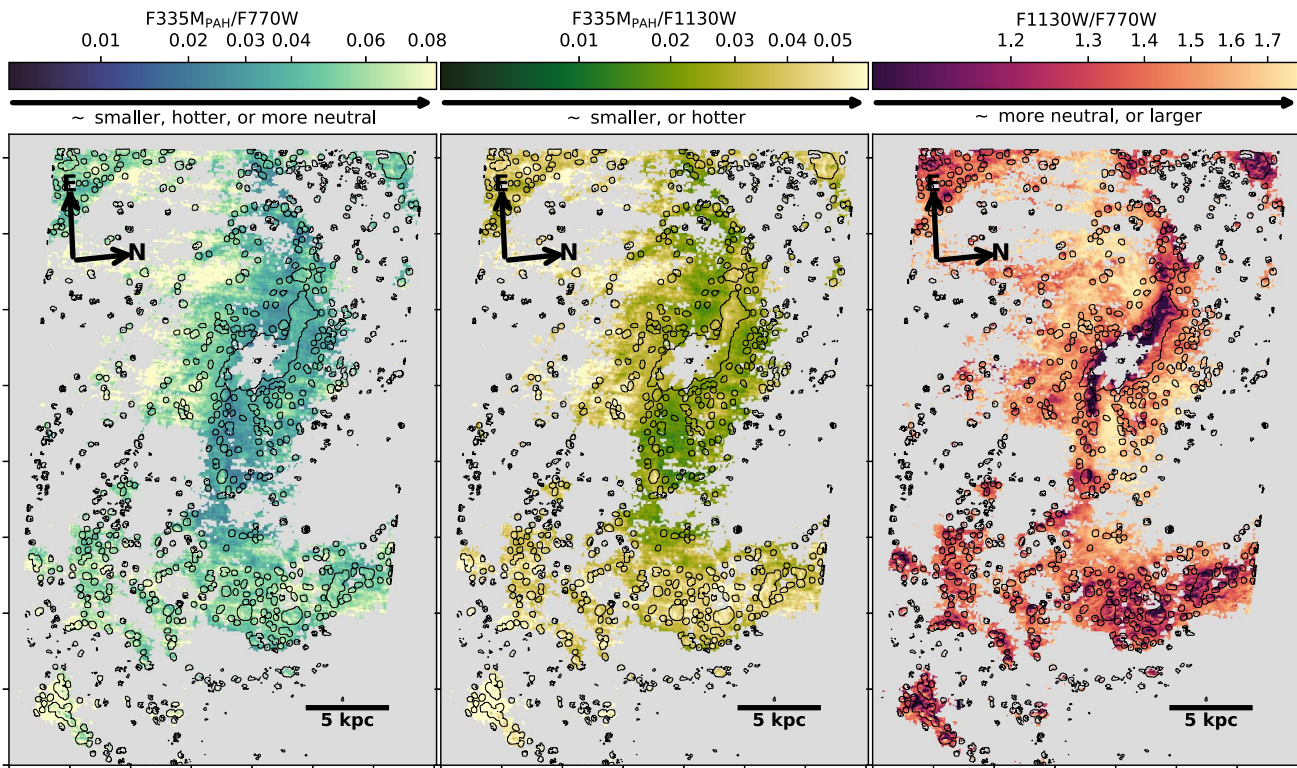 F335M_PAH/F770W
0.01 0.02 0.03 0.04 0.06 0.08
~ smaller, hotter, or more neutral
E
N
5 kpc
F335M_PAH/F1130W
0.01 0.02 0.03 0.04 0.05
~ smaller, or hotter
E
N
5 kpc
F1130W/F770W
1.2 1.3 1.4 1.5 1.6 1.7
~ more neutral, or larger
E
N
5 kpc